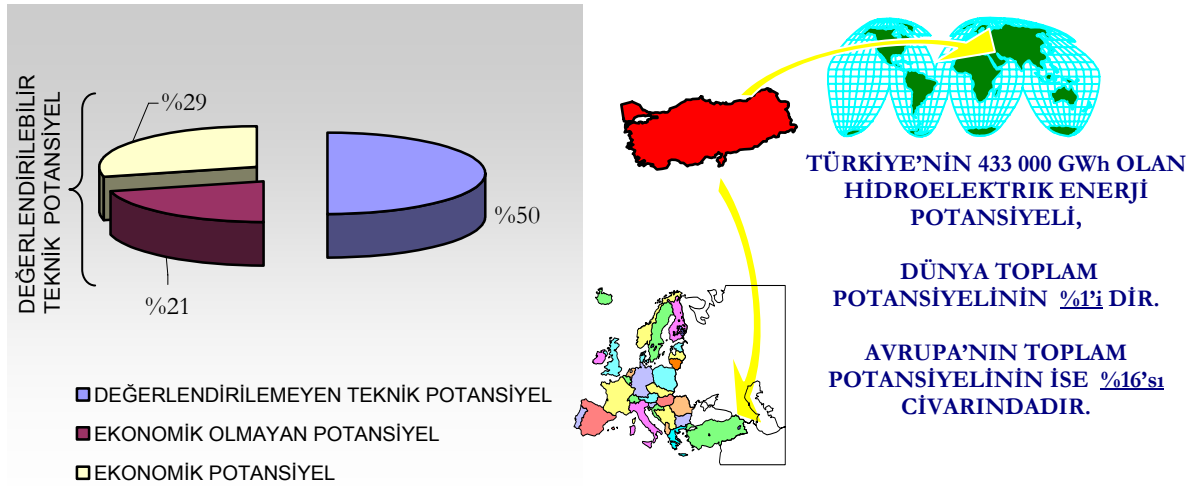 DEĞERLENDİRİLEBİLİR
TEKNİK POTANSİYEL
%29
%50
%21
DEĞERLENDİRİLEMEYEN TEKNİK POTANSİYEL
EKONOMİK OLMAYAN POTANSİYEL
EKONOMİK POTANSİYEL
TÜRKİYE’NİN 433 000 GWh OLAN
HİDROELEKTRIK ENERJİ
POTANSİYELİ,
DÜNYA TOPLAM
POTANSİYELİNİN %1’i DİR.
AVRUPA’NIN TOPLAM
POTANSİYELİNİN İSE %16’sı
CİVARINDADIR.